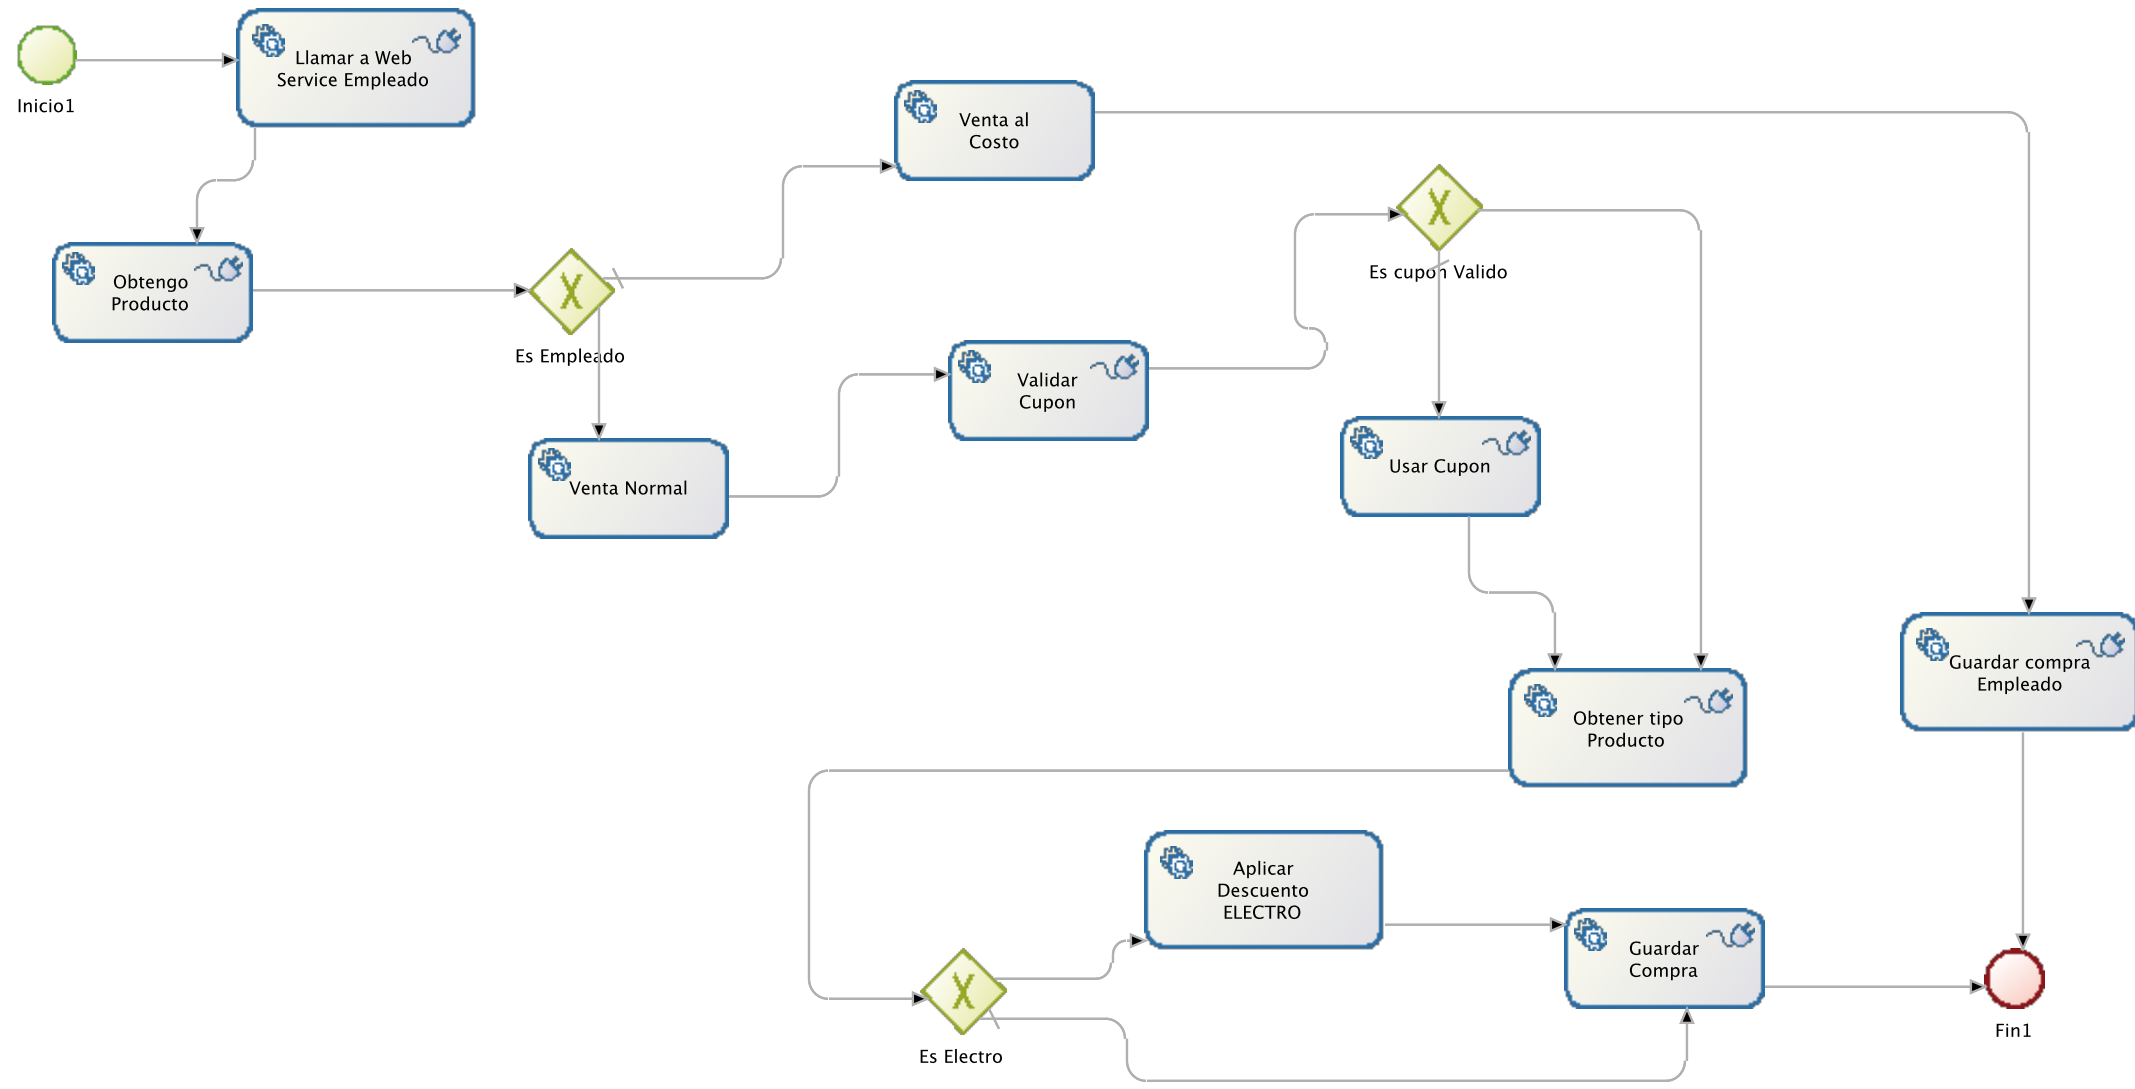 Inicio1
Llamar a Web
Service Empleado
Obtengo
Producto
Es Empleado
Venta al
Costo
Venta Normal
Validar
Cupon
Es cupon Valido
Usar Cupon
Obtener tipo
Producto
Guardar compra
Empleado
Es Electro
Aplicar
Descuento
ELECTRO
Guardar
Compra
Fin1